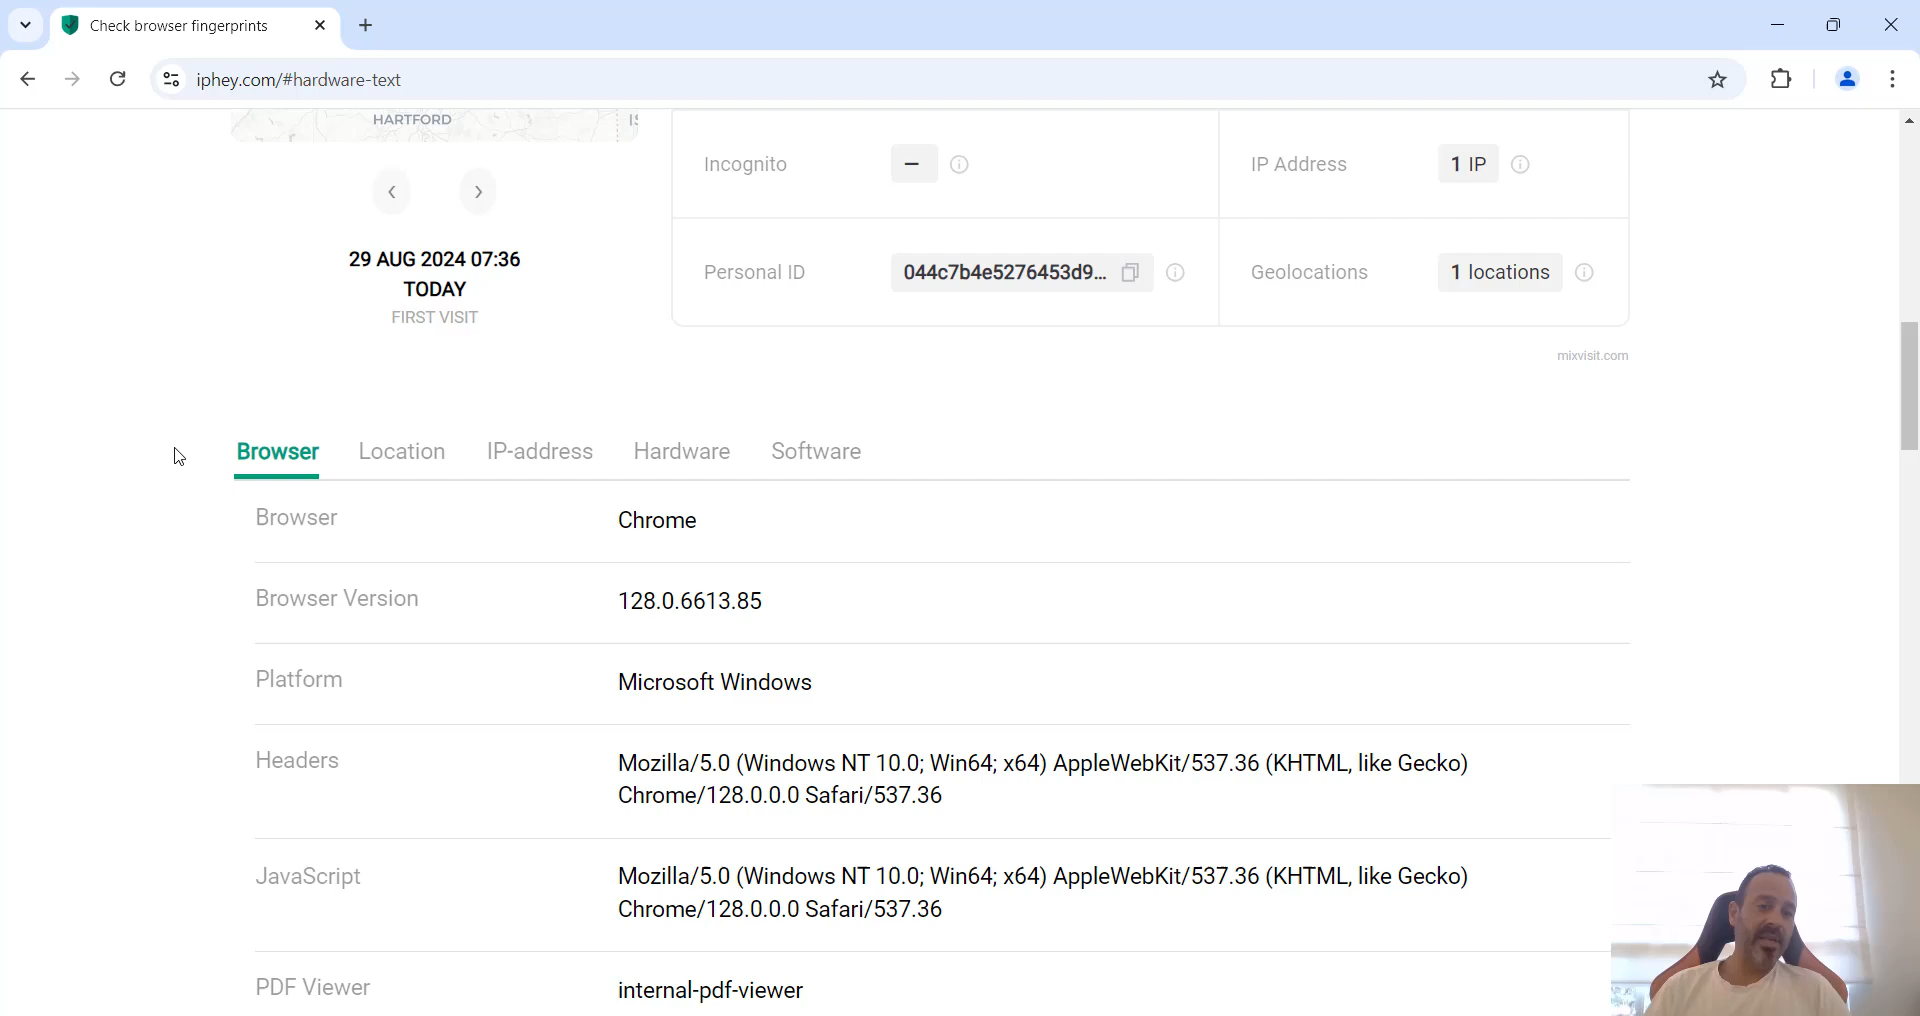 Check browser fingerprints
iphey.com/#hardware-text
HARTFORD
Incognito
–
IP Address
1 IP
29 AUG 2024 07:36
TODAY
FIRST VISIT
Personal ID
044c7b4e5276453d9...
Geolocations
1 locations
mixvisit.com
Browser Location IP-address Hardware Software
Browser
Chrome
Browser Version
128.0.6613.85
Platform
Microsoft Windows
Headers
Mozilla/5.0 (Windows NT 10.0; Win64; x64) AppleWebKit/537.36 (KHTML, like Gecko)
Chrome/128.0.0.0 Safari/537.36
JavaScript
Mozilla/5.0 (Windows NT 10.0; Win64; x64) AppleWebKit/537.36 (KHTML, like Gecko)
Chrome/128.0.0.0 Safari/537.36
PDF Viewer
internal-pdf-viewer